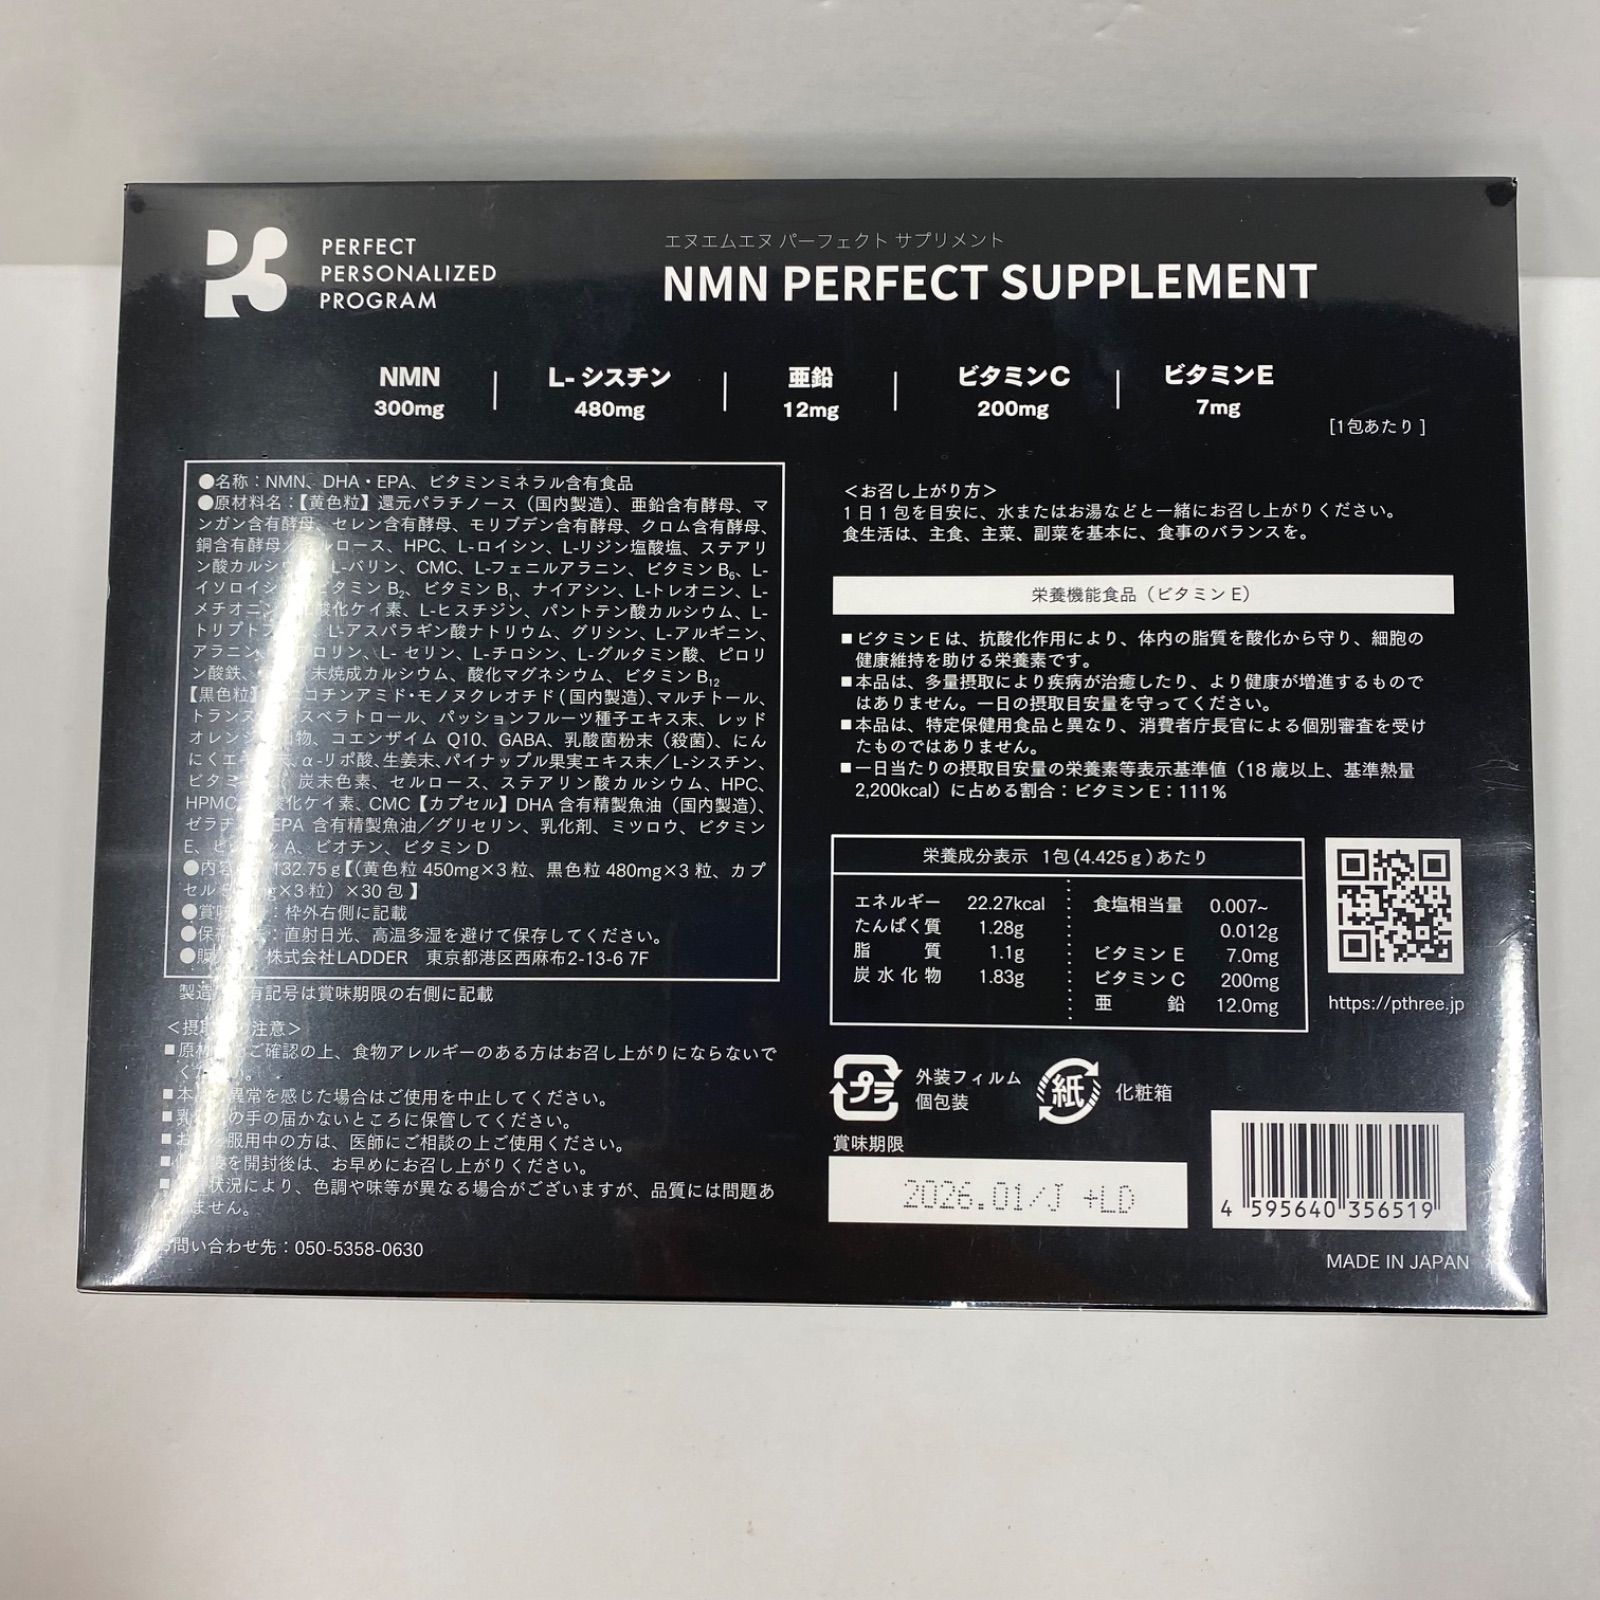 P3
PERFECT
PERSONALIZED
PROGRAM
エヌエムエヌ パーフェクト サプリメント
NMN PERFECT SUPPLEMENT
NMN
300mg
L-シスチン
480mg
亜鉛
12mg
ビタミンC
200mg
ビタミンE
7mg
[1包あたり]
●名称：NMN、DHA・EPA、ビタミンミネラル含有食品
●原材料名：【黄色粒】還元パラチノース（国内製造）、亜鉛含有酵母、マ
ンガン含有酵母、セレン含有酵母、モリブデン含有酵母、クロム含有酵母、
銅含有酵母 ルロース、HPC、L-ロイシン、L-リジン塩酸塩、ステアリ
ン酸カルシ L-バリン、CMC、L-フェニルアラニン、ビタミンB6、L-
イソロイシ タミンB2、ビタミンB1、ナイアシン、L-トレオニン、L-
メチオニン 酸化ケイ素、L-ヒスチジン、パントテン酸カルシウム、L-
トリプト L-アスパラギン酸ナトリウム、グリシン、L-アルギニン、
アラニン、 プロリン、L-セリン、L-チロシン、L-グルタミン酸、ピロリ
ン酸鉄、 末焼成カルシウム、酸化マグネシウム、ビタミンB12
【黒色粒】 コチンアミド・モノヌクレオチド(国内製造)、マルチトール、
トランス レスベラトロール、パッションフルーツ種子エキス末、レッド
オレンジ 物、コエンザイムQ10、GABA、乳酸菌粉末（殺菌）、にん
にくエキ 末、α-リポ酸、生姜末、パイナップル果実エキス末／L-シスチン、
ビタミン 炭末色素、セルロース、ステアリン酸カルシウム、HPC、
HPMC、 酸化ケイ素、CMC【カプセル】DHA含有精製魚油（国内製造）、
ゼラチン EPA含有精製魚油／グリセリン、乳化剤、ミツロウ、ビタミン
E、ビ A、ビオチン、ビタミンD
●内容 132.75g【（黄色粒450mg×3粒、黒色粒480mg×3粒、カプ
セル mg×3粒）×30包】
●賞味 ：枠外右側に記載
●保存 ：直射日光、高温多湿を避けて保存してください。
●販 株式会社LADDER 東京都港区西麻布2-13-6 7F
製造 有記号は賞味期限の右側に記載
＜摂取 注意＞
■原材 ご確認の上、食物アレルギーのある方はお召し上がりにならないで
く い。
■本品 異常を感じた場合はご使用を中止してください。
■乳 の手の届かないところに保管してください。
■お 服用中の方は、医師にご相談の上ご使用ください。
■個 を開封後は、お早めにお召し上がりください。
■ 状況により、色調や味等が異なる場合がございますが、品質には問題あ
ません。
問い合わせ先：050-5358-0630
＜お召し上がり方＞
1日1包を目安に、水またはお湯などと一緒にお召し上がりください。
食生活は、主食、主菜、副菜を基本に、食事のバランスを。
栄養機能食品（ビタミンE）
■ビタミンEは、抗酸化作用により、体内の脂質を酸化から守り、細胞の
健康維持を助ける栄養素です。
■本品は、多量摂取により疾病が治癒したり、より健康が増進するもので
はありません。一日の摂取目安量を守ってください。
■本品は、特定保健用食品と異なり、消費者庁長官による個別審査を受け
たものではありません。
■一日当たりの摂取目安量の栄養素等表示基準値（18歳以上、基準熱量
2,200kcal）に占める割合：ビタミンE：111%
栄養成分表示 1包(4.425g)あたり
エネルギー 22.27kcal
たんぱく質 1.28g
脂質 1.1g
炭水化物 1.83g
食塩相当量 0.007~
0.012g
ビタミンE 7.0mg
ビタミンC 200mg
亜鉛 12.0mg
https://pthree.jp
プラ
外装フィルム
個包装
紙
化粧箱
賞味期限
2026.01/J +LD
4 595640 356519
MADE IN JAPAN